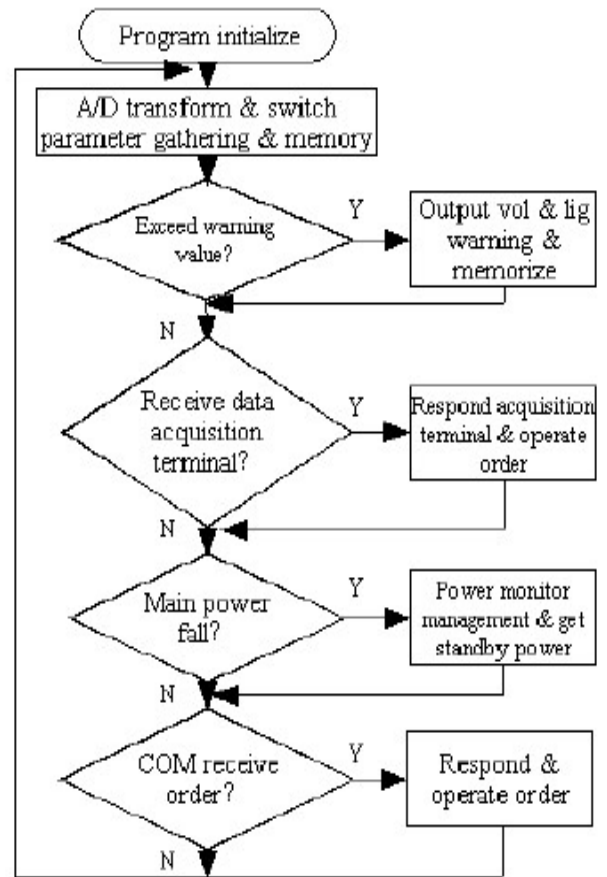 Program initialize
A/D transform & switch
parameter gathering & memory
Exceed warning
value?
Y
Output vol & lig
warning &
memorize
N
Receive data
acquisition
terminal?
Y
Respond acquisition
terminal & operate
order
N
Main power
fall?
Y
Power monitor
management & get
standby power
N
COM receive
order?
Y
Respond &
operate order
N